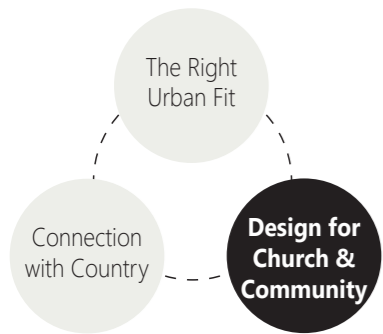 The Right
Urban Fit
Connection
with Country
Design for
Church &
Community